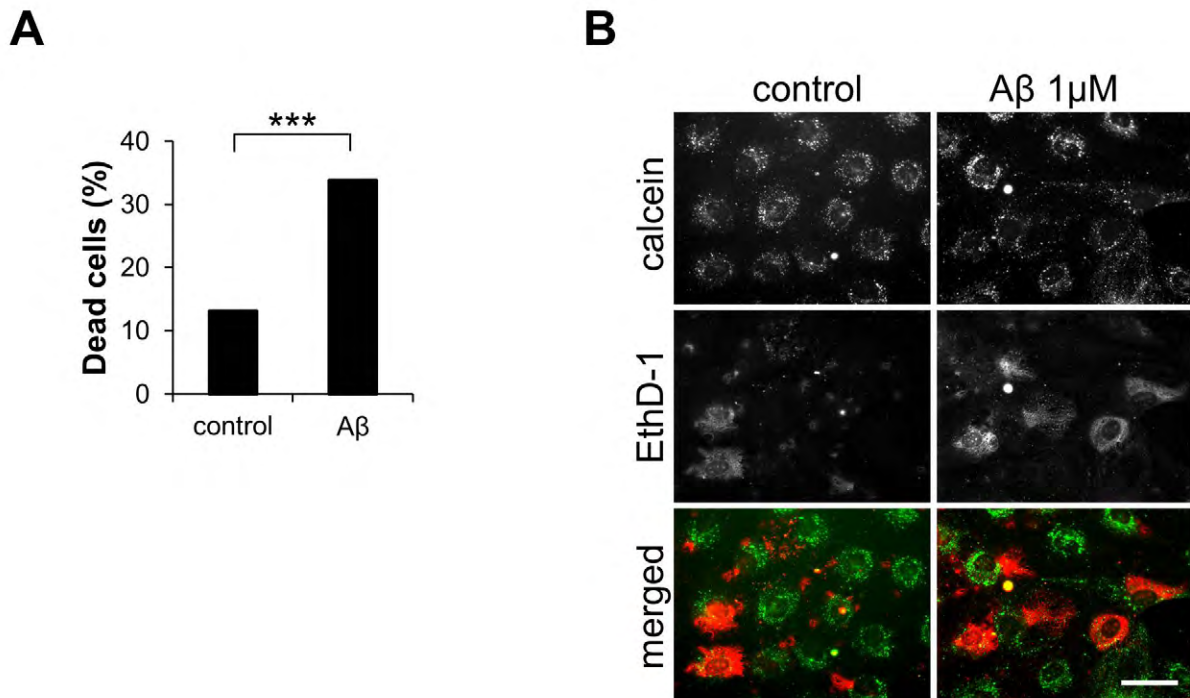 A
B
***
40
30
20
10
0
Dead cells (%)
control
Aβ
control
Aβ 1µM
calcein
EthD-1
merged